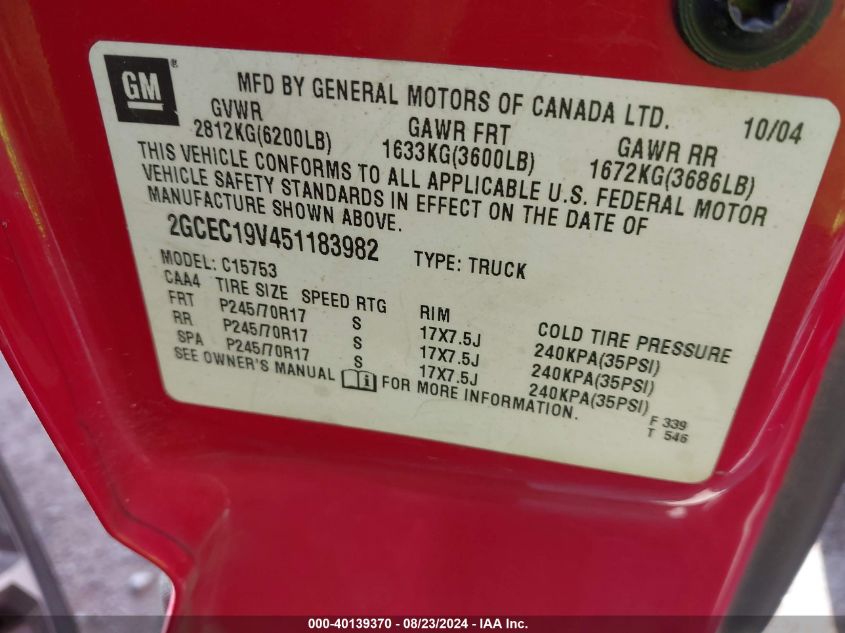 GM®
MFD BY GENERAL MOTORS OF CANADA LTD. 10/04
GVWR GAWR FRT GAWR RR
2812KG(6200LB) 1633KG(3600LB) 1672KG(3686LB)
THIS VEHICLE CONFORMS TO ALL APPLICABLE U.S. FEDERAL MOTOR
VEHICLE SAFETY STANDARDS IN EFFECT ON THE DATE OF
MANUFACTURE SHOWN ABOVE.
2GCEC19V451183982 TYPE: TRUCK
MODEL: C15753
CAA4 TIRE SIZE SPEED RTG RIM COLD TIRE PRESSURE
FRT P245/70R17 S 17X7.5J 240KPA(35PSI)
RR P245/70R17 S 17X7.5J 240KPA(35PSI)
SPA P245/70R17 S 17X7.5J 240KPA(35PSI)
SEE OWNER'S MANUAL i FOR MORE INFORMATION.
F 339
T 546
000-40139370 - 08/23/2024 - IAA Inc.